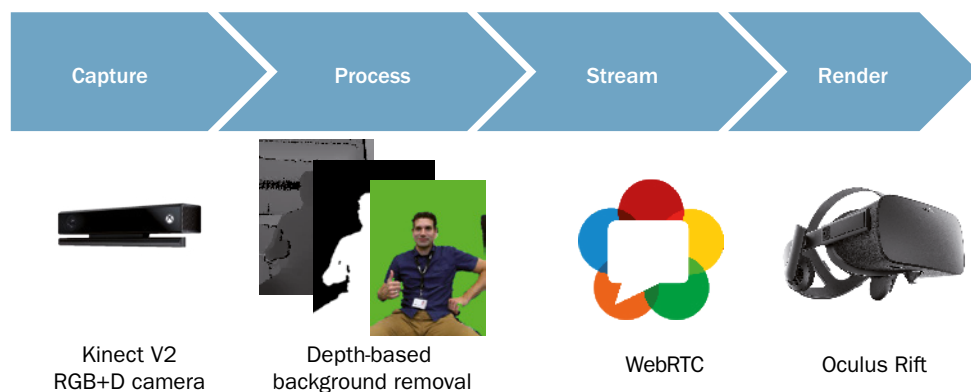 Capture
Process
Stream
Render
Kinect V2
RGB+D camera
Depth-based
background removal
WebRTC
Oculus Rift